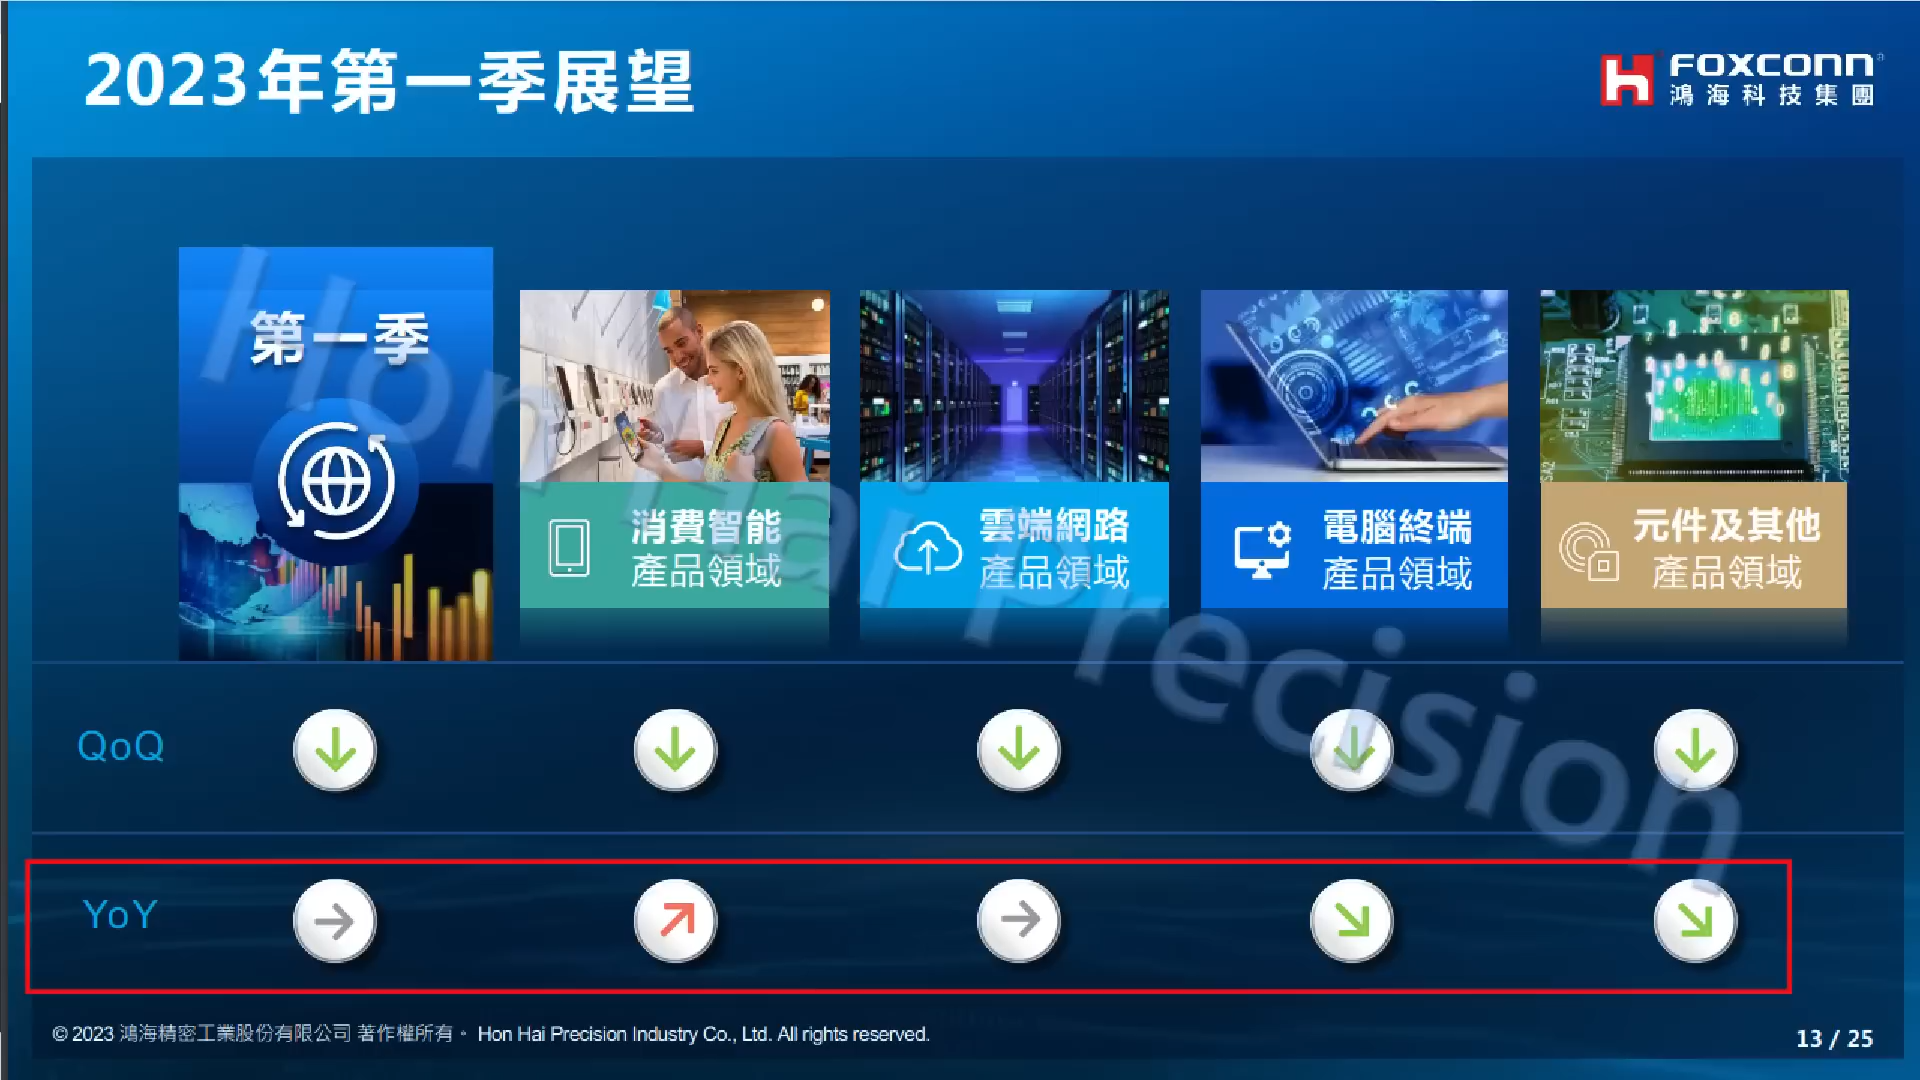 2023年第一季展望
FOXCONN®
鴻海科技集團
第一季
消費智能
產品領域
雲端網路
產品領域
電腦終端
產品領域
元件及其他
產品領域
QoQ
YoY
Hon Hai Precision
© 2023 鴻海精密工業股份有限公司 著作權所有。 Hon Hai Precision Industry Co., Ltd. All rights reserved.
13 / 25